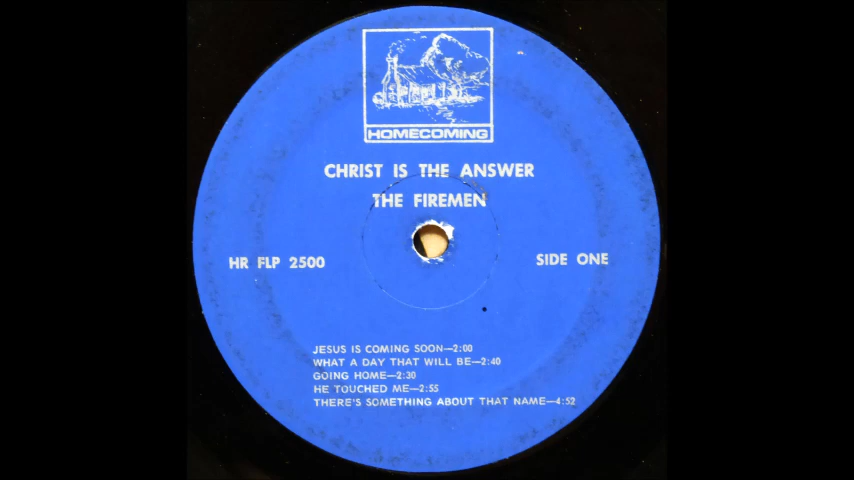 HOMECOMING
CHRIST IS THE ANSWER
THE FIREMEN
HR FLP 2500
SIDE ONE
JESUS IS COMING SOON—2:00
WHAT A DAY THAT WILL BE—2:40
GOING HOME—2:30
HE TOUCHED ME—2:55
THERE'S SOMETHING ABOUT THAT NAME—4:52